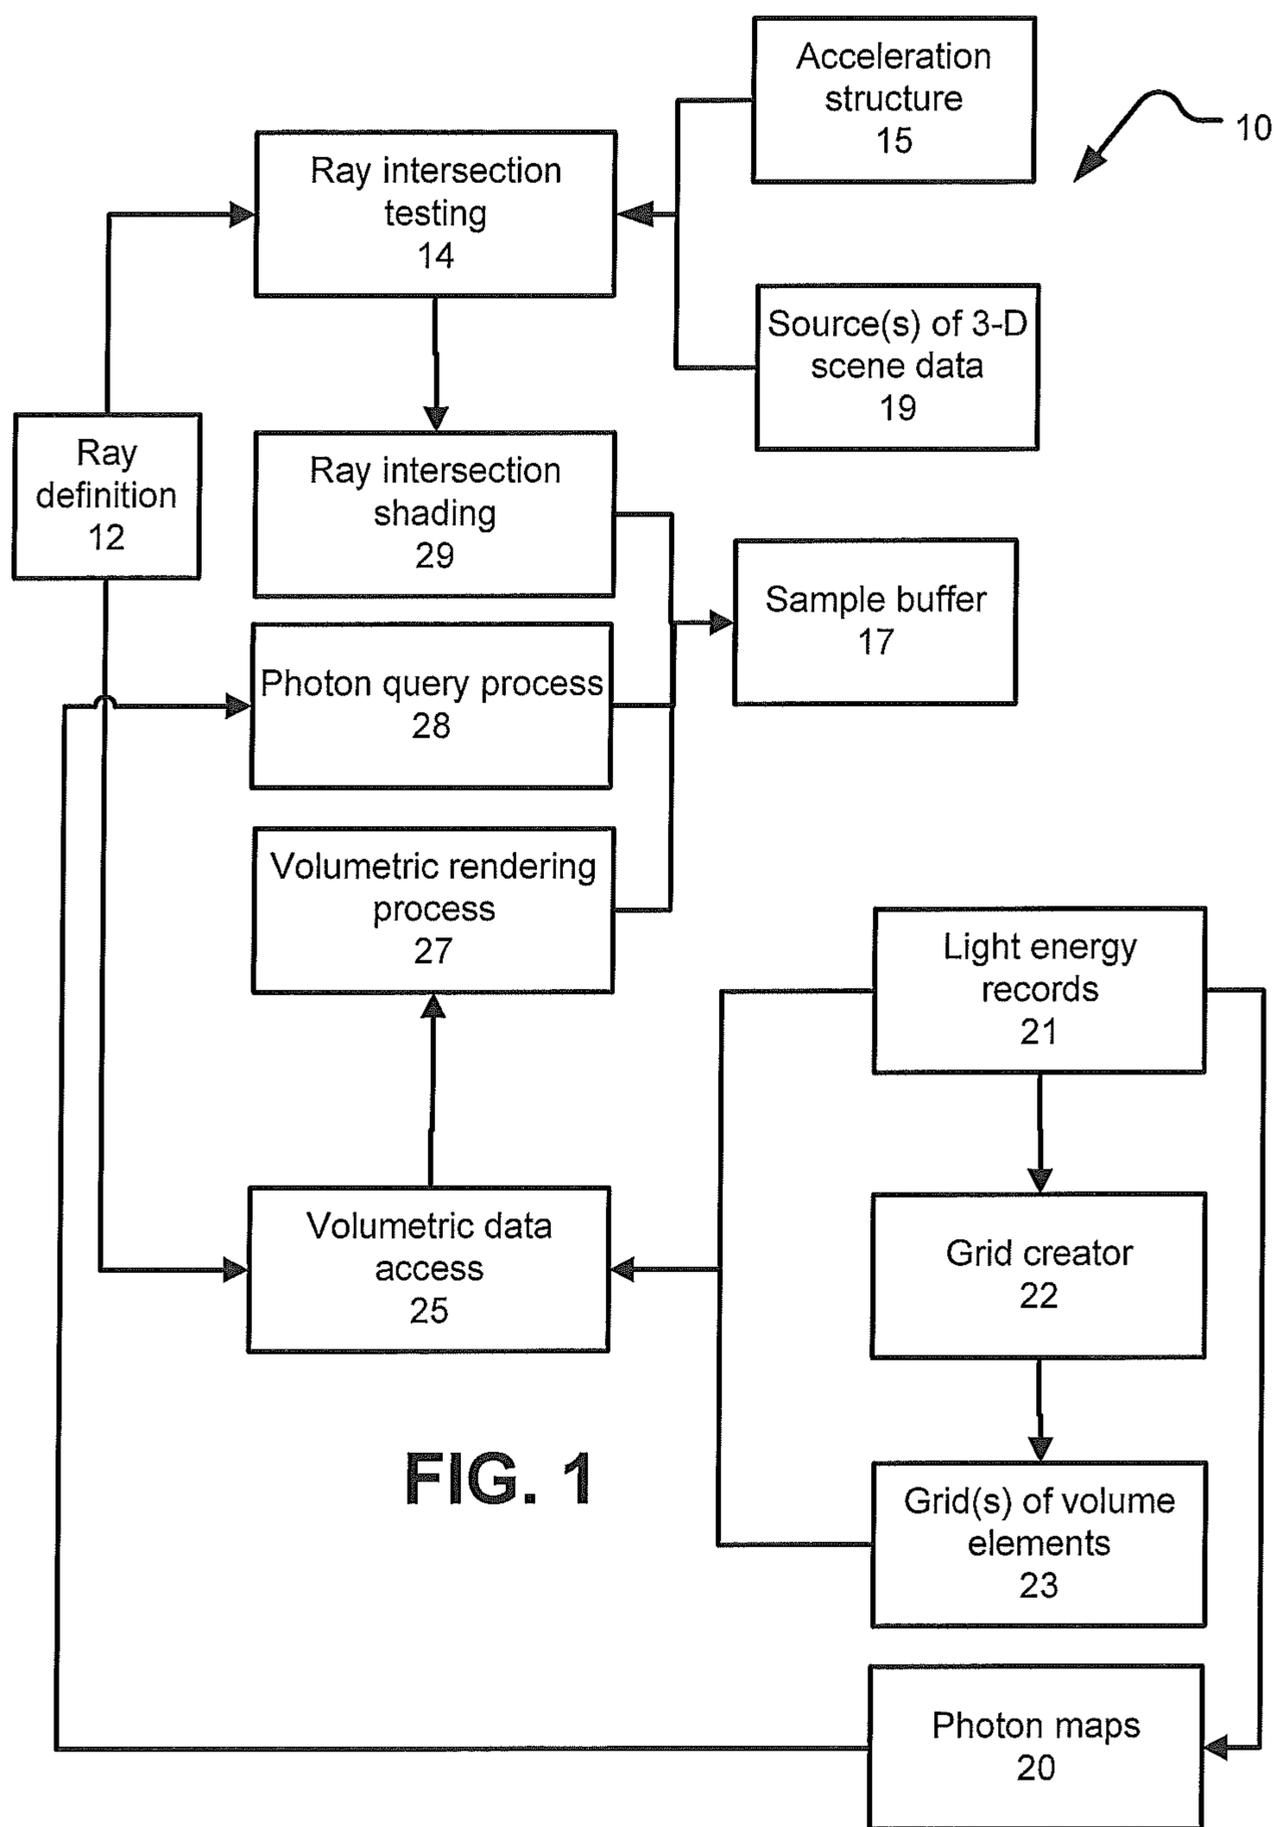 Acceleration
structure
15
10
Ray intersection
testing
14
Source(s) of 3-D
scene data
19
Ray
definition
12
Ray intersection
shading
29
Sample buffer
17
Photon query process
28
Volumetric rendering
process
27
Light energy
records
21
Volumetric data
access
25
Grid creator
22
FIG. 1
Grid(s) of volume
elements
23
Photon maps
20